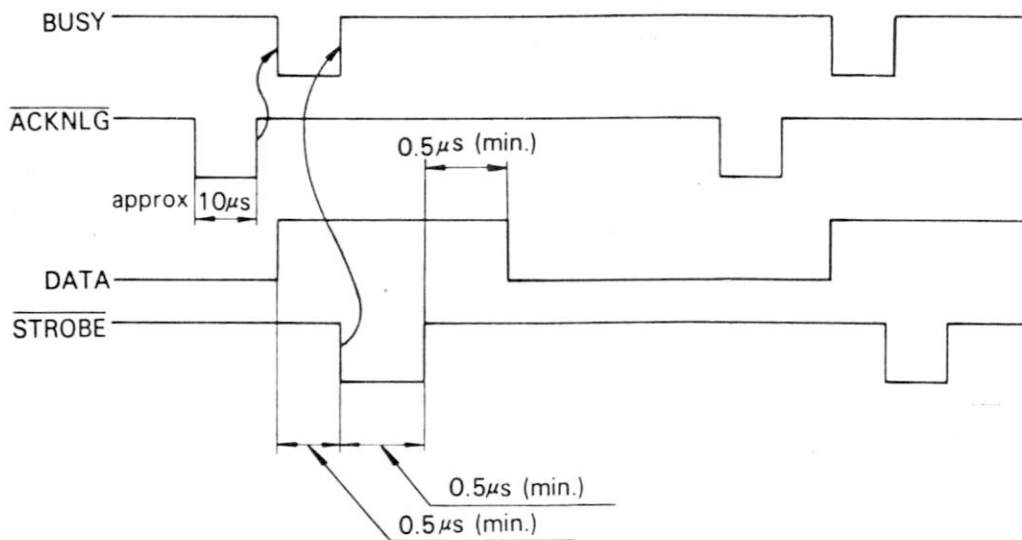 BUSY
ACKNLG
0.5μs (min.)
approx 10μs
DATA
STROBE
0.5μs (min.)
0.5μs (min.)